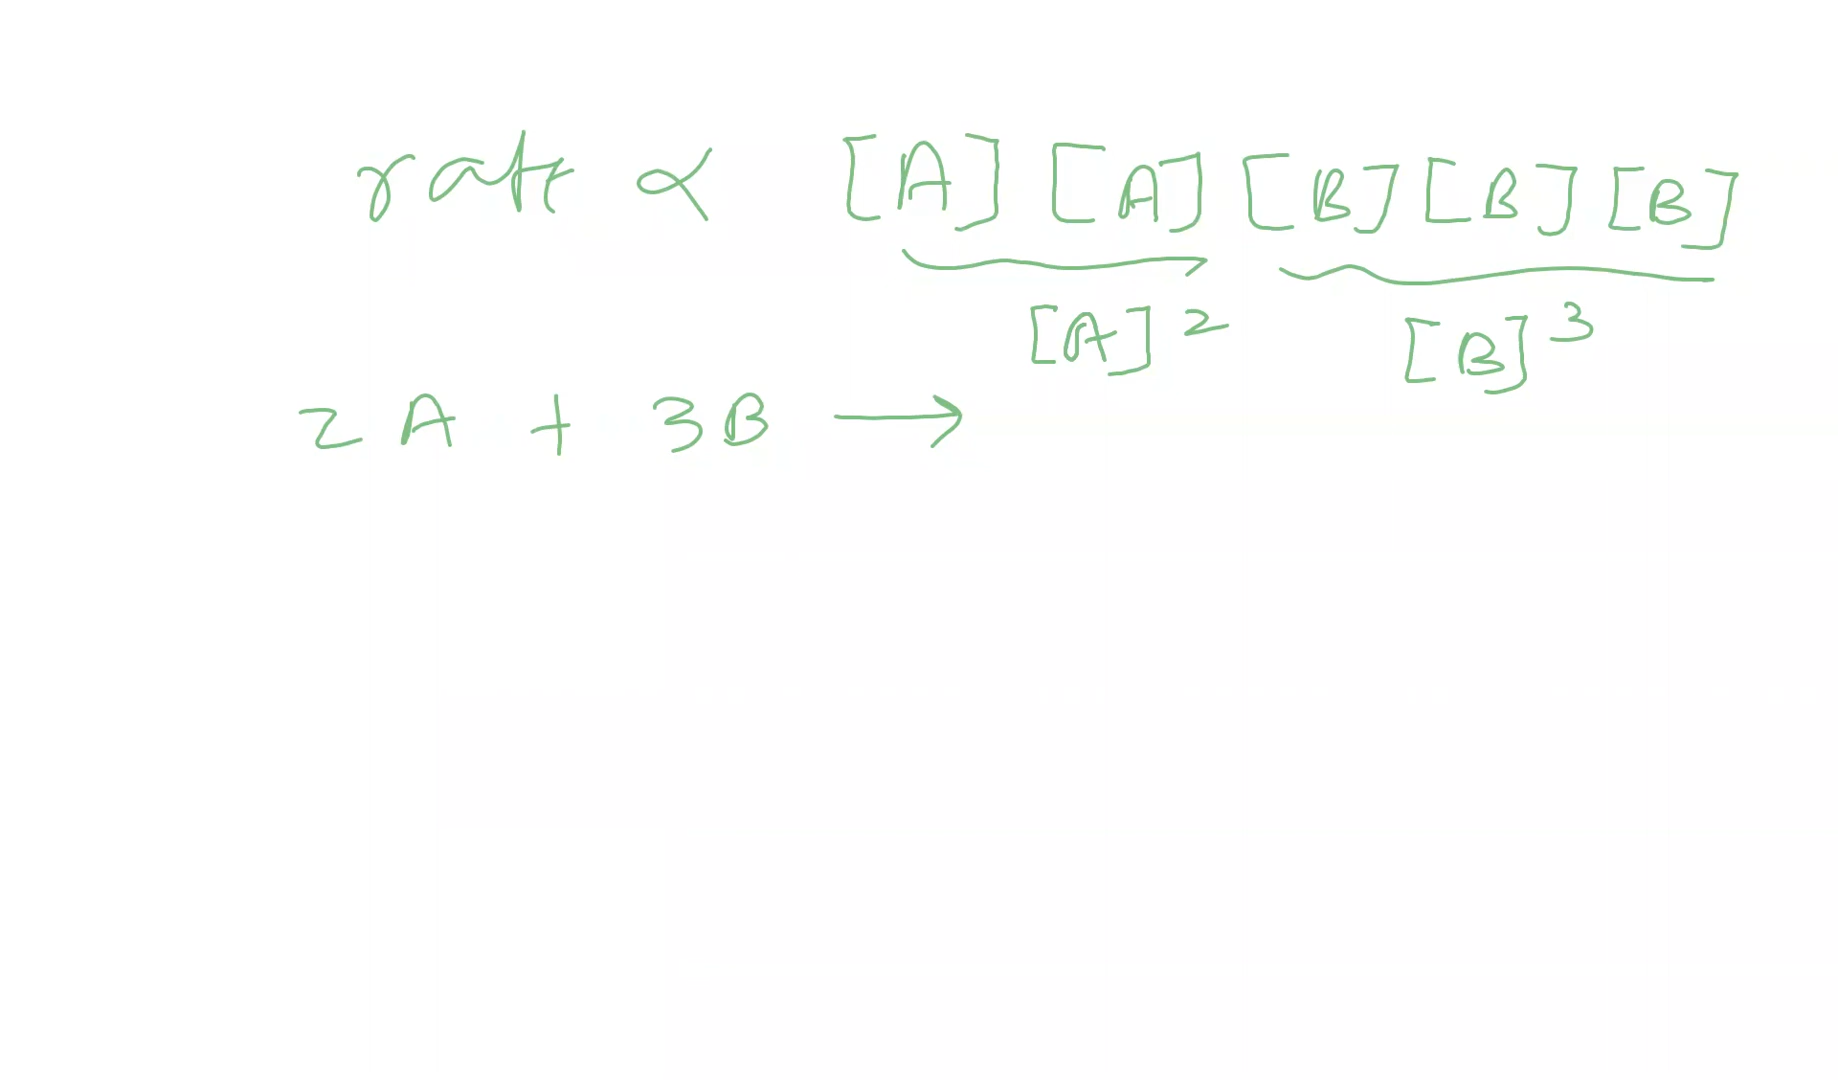 rate ∝ [A] [A] [B] [B] [B]
[A]² [B]³
2A + 3B →